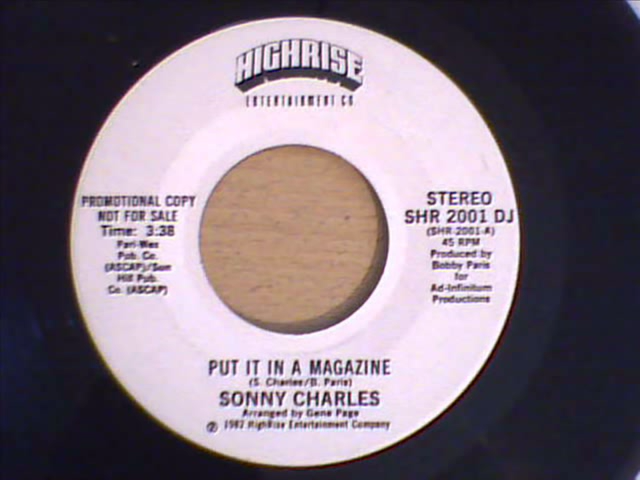 HIGHRISE
ENTERTAINMENT CO
PROMOTIONAL COPY
NOT FOR SALE
Time: 3:38
Pari-Wes
Pub. Co.
(ASCAP)/Sun
Hill Pub.
Co. (ASCAP)
STEREO
SHR 2001 DJ
(SHR-2001-A)
45 RPM
Produced by
Bobby Paris
for
Ad-Infinitum
Productions
PUT IT IN A MAGAZINE
(S. Charles/B. Paris)
SONNY CHARLES
Arranged by Gene Page
Ⓟ 1982 HighRise Entertainment Company